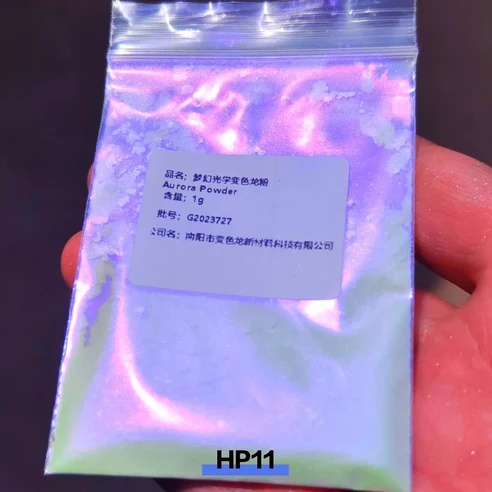 品名：梦幻光学变色龙粉
Aurora Powder
含量：1g
批号：G2023727
公司名：南阳市变色龙新材料科技有限公司
HP11